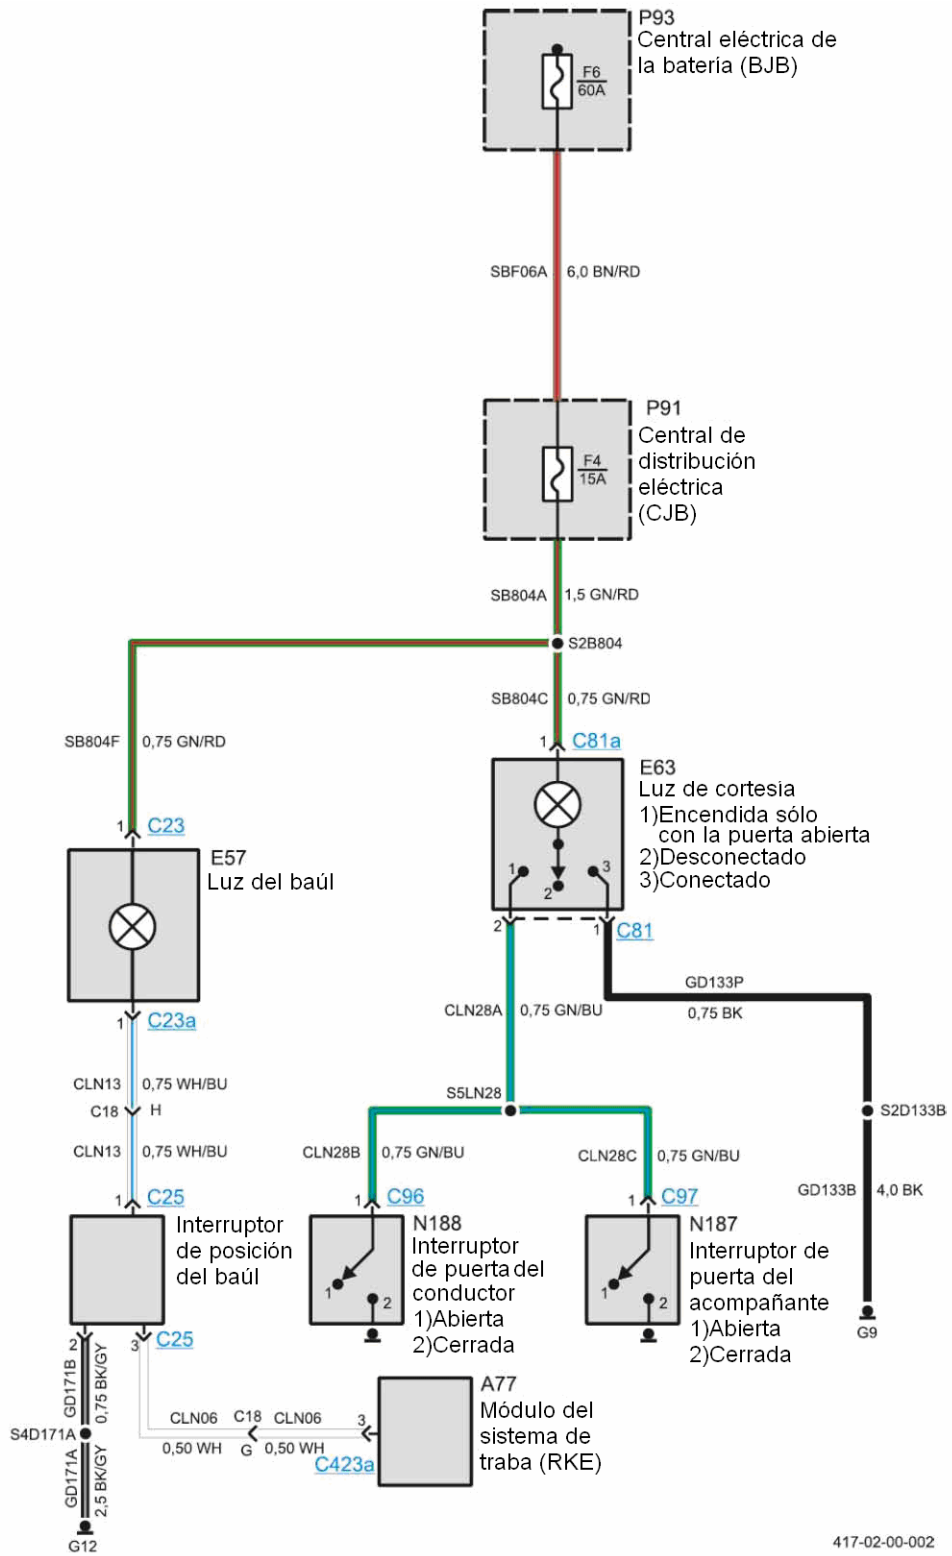 P93
Central eléctrica de
la batería (BJB)
F6
60A
SBF06A
6,0 BN/RD
P91
Central de
distribución
eléctrica
(CJB)
F4
15A
SB804A
1,5 GN/RD
S2B804
SB804C
0,75 GN/RD
SB804F
0,75 GN/RD
1
C81a
E63
Luz de cortesía
1)Encendida sólo
con la puerta abierta
2)Desconectado
3)Conectado
1
2
3
1
C23
E57
Luz del baúl
2
1
C81
GD133P
0,75 BK
CLN28A
0,75 GN/BU
1
C23a
CLN13
0,75 WH/BU
C18
H
CLN13
0,75 WH/BU
S5LN28
S2D133B
CLN28B
0,75 GN/BU
CLN28C
0,75 GN/BU
GD133B
4,0 BK
1
C25
Interruptor
de posición
del baúl
1
C96
N188
Interruptor
de puerta del
conductor
1)Abierta
2)Cerrada
1
2
1
C97
N187
Interruptor de
puerta del
acompañante
1)Abierta
2)Cerrada
1
2
G9
2
3
C25
GD171B
0,75 BK/GY
S4D171A
GD171A
2,5 BK/GY
G12
CLN06
0,50 WH
C18
G
CLN06
0,50 WH
3
C423a
A77
Módulo del
sistema de
traba (RKE)
417-02-00-002